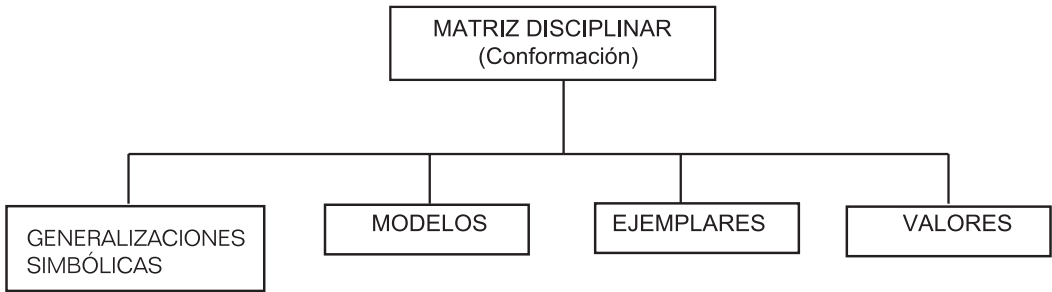 MATRIZ DISCIPLINAR
(Conformación)
GENERALIZACIONES
SIMBÓLICAS
MODELOS
EJEMPLARES
VALORES